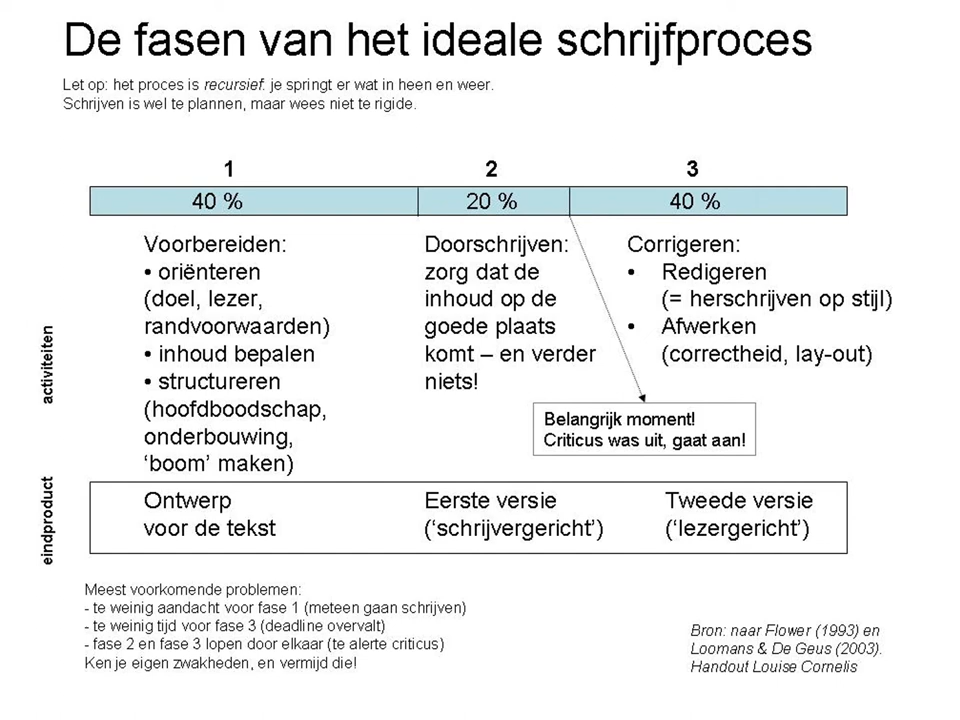 De fasen van het ideale schrijfproces
Let op: het proces is recursief: je springt er wat in heen en weer.
Schrijven is wel te plannen, maar wees niet te rigide.
1
2
3
40 %
20 %
40 %
activiteiten
Voorbereiden:
• oriënteren
(doel, lezer,
randvoorwaarden)
• inhoud bepalen
• structureren
(hoofdboodschap,
onderbouwing,
‘boom’ maken)
Doorschrijven:
zorg dat de
inhoud op de
goede plaats
komt – en verder
niets!
Corrigeren:
• Redigeren
(= herschrijven op stijl)
• Afwerken
(correctheid, lay-out)
Belangrijk moment!
Criticus was uit, gaat aan!
eindproduct
Ontwerp
voor de tekst
Eerste versie
(‘schrijvergericht’)
Tweede versie
(‘lezergericht’)
Meest voorkomende problemen:
- te weinig aandacht voor fase 1 (meteen gaan schrijven)
- te weinig tijd voor fase 3 (deadline overvalt)
- fase 2 en fase 3 lopen door elkaar (te alerte criticus)
Ken je eigen zwakheden, en vermijd die!
Bron: naar Flower (1993) en
Loomans & De Geus (2003).
Handout Louise Cornelis